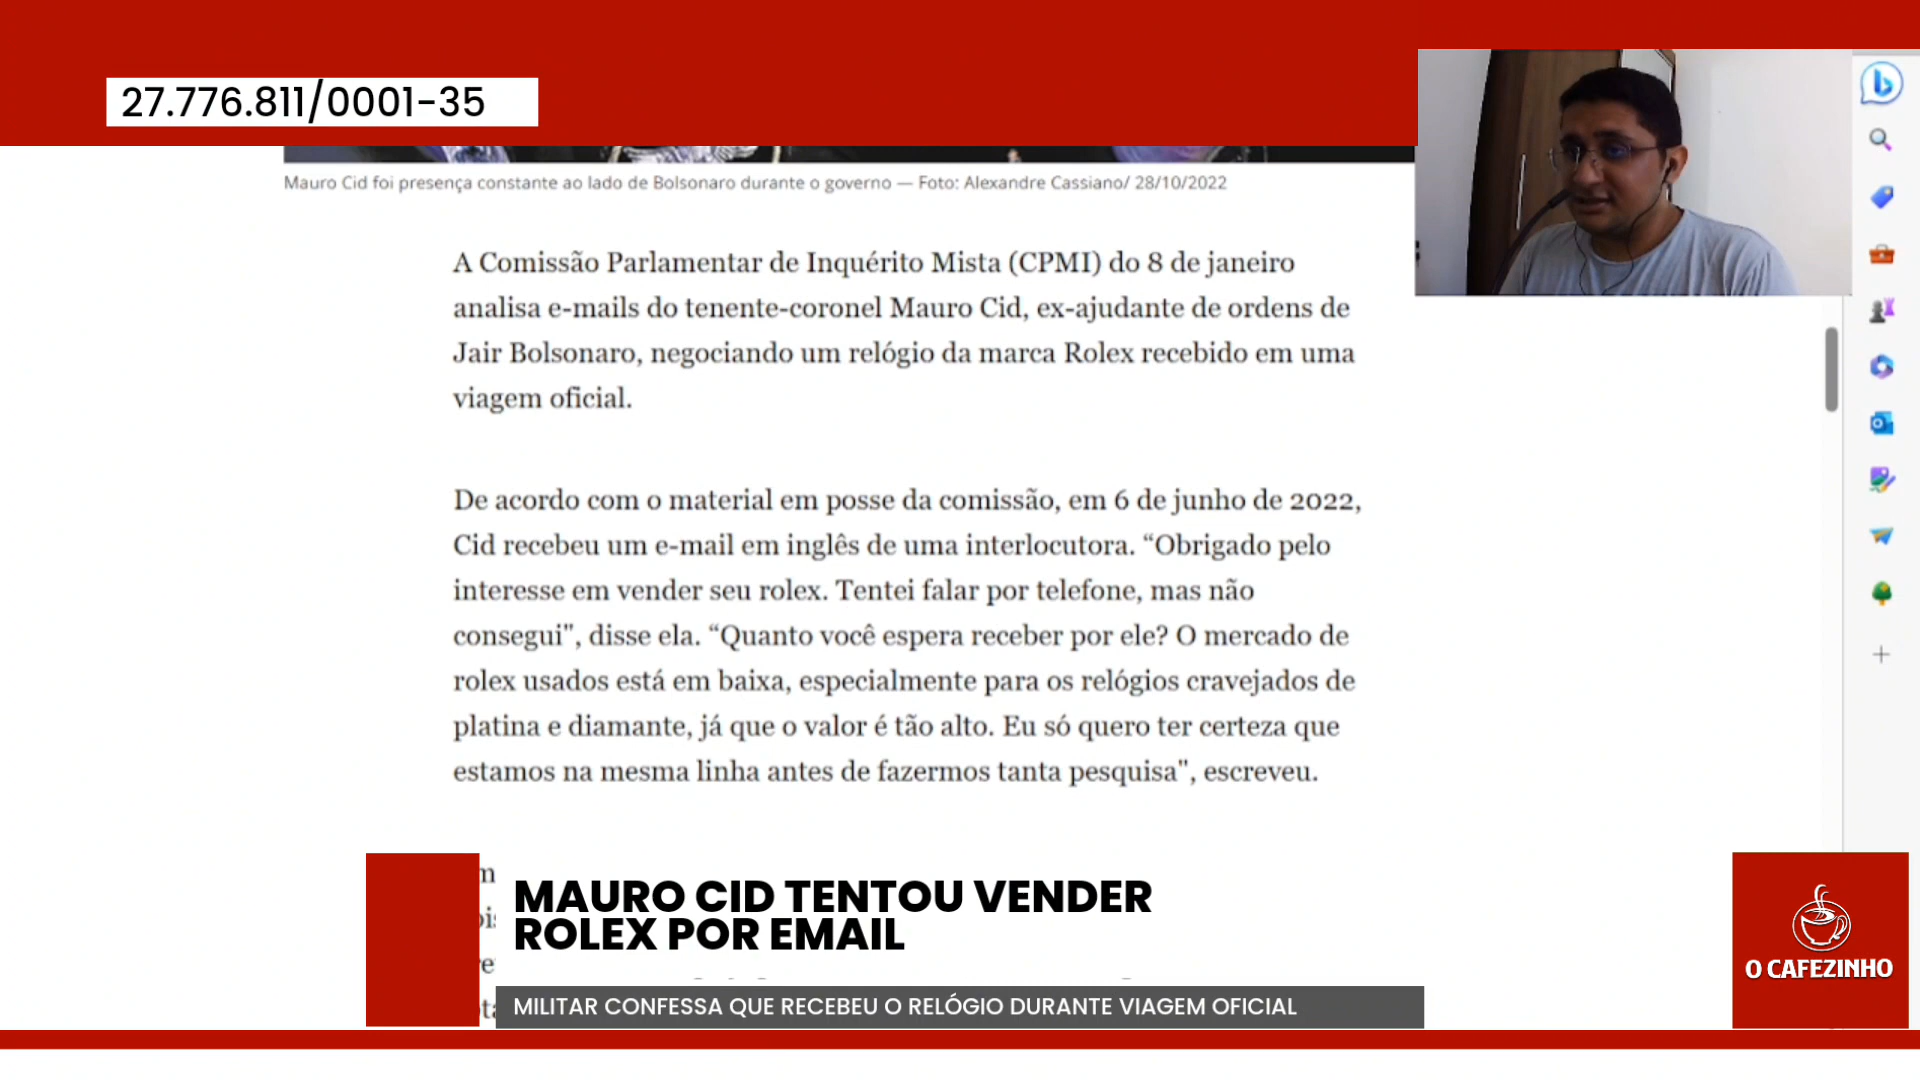 27.776.811/0001-35
Mauro Cid foi presença constante ao lado de Bolsonaro durante o governo — Foto: Alexandre Cassiano/ 28/10/2022
A Comissão Parlamentar de Inquérito Mista (CPMI) do 8 de janeiro
analisa e-mails do tenente-coronel Mauro Cid, ex-ajudante de ordens de
Jair Bolsonaro, negociando um relógio da marca Rolex recebido em uma
viagem oficial.
De acordo com o material em posse da comissão, em 6 de junho de 2022,
Cid recebeu um e-mail em inglês de uma interlocutora. “Obrigado pelo
interesse em vender seu rolex. Tentei falar por telefone, mas não
consegui", disse ela. “Quanto você espera receber por ele? O mercado de
rolex usados está em baixa, especialmente para os relógios cravejados de
platina e diamante, já que o valor é tão alto. Eu só quero ter certeza que
estamos na mesma linha antes de fazermos tanta pesquisa", escreveu.
MAURO CID TENTOU VENDER
ROLEX POR EMAIL
MILITAR CONFESSA QUE RECEBEU O RELÓGIO DURANTE VIAGEM OFICIAL
O CAFEZINHO